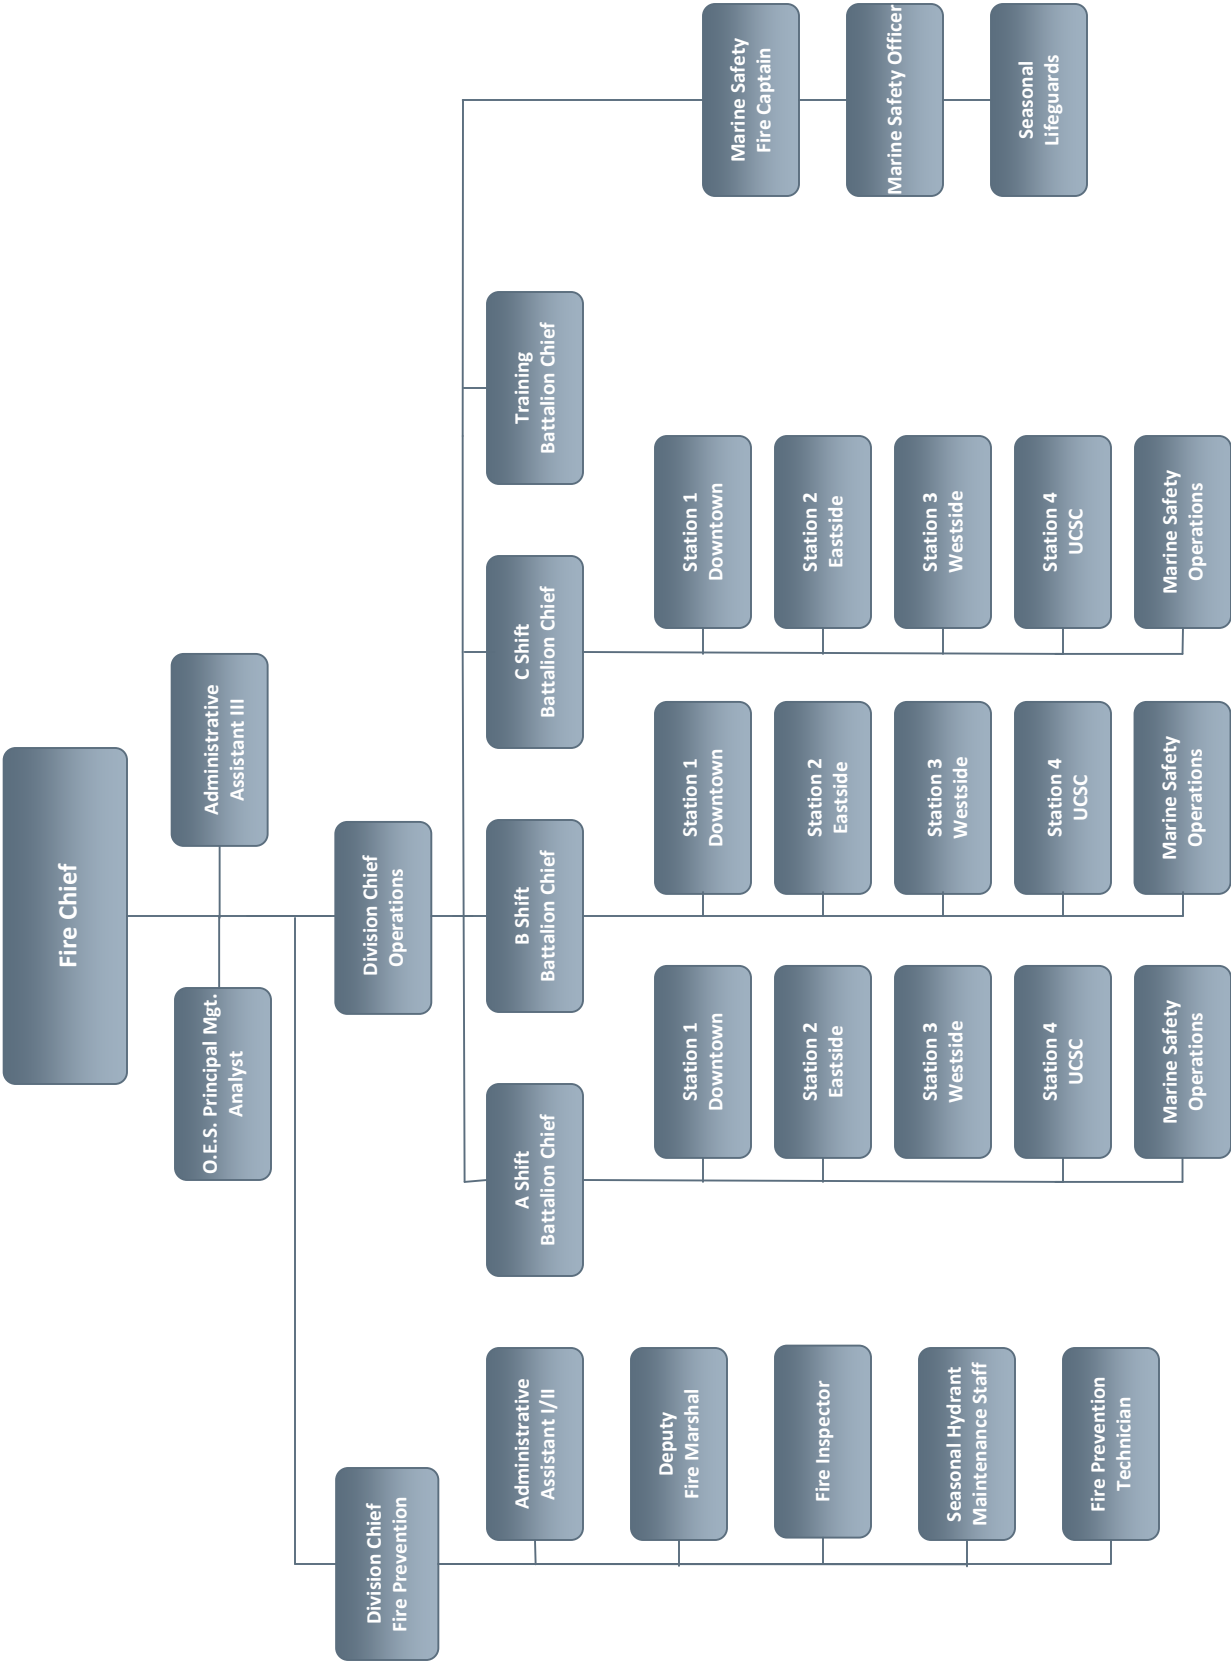 Fire Chief
O.E.S. Principal Mgt.
Analyst
Administrative
Assistant III
Division Chief
Fire Prevention
Division Chief
Operations
Administrative
Assistant I/II
Deputy
Fire Marshal
Fire Inspector
Seasonal Hydrant
Maintenance Staff
Fire Prevention
Technician
A Shift
Battalion Chief
Station 1
Downtown
Station 2
Eastside
Station 3
Westside
Station 4
UCSC
Marine Safety
Operations
B Shift
Battalion Chief
Station 1
Downtown
Station 2
Eastside
Station 3
Westside
Station 4
UCSC
Marine Safety
Operations
C Shift
Battalion Chief
Station 1
Downtown
Station 2
Eastside
Station 3
Westside
Station 4
UCSC
Marine Safety
Operations
Training
Battalion Chief
Marine Safety
Fire Captain
Marine Safety Officer
Seasonal
Lifeguards